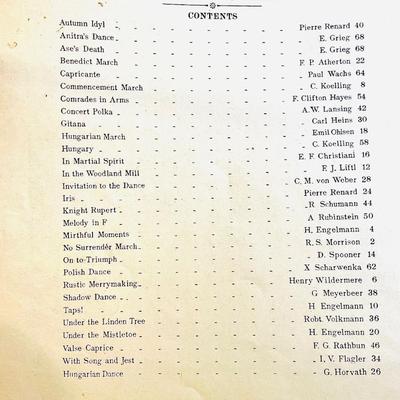 CONTENTS
Autumn Idyl Pierre Renard 40
Anitra's Dance E. Grieg 68
Ase's Death E. Grieg 68
Benedict March F. P. Atherton 22
Capricante Paul Wachs 64
Commencement March C. Koelling 8
Comrades in Arms F. Clifton Hayes 54
Concert Polka A.W. Lansing 42
Gitana Carl Heins 30
Hungarian March Emil Ohisen 18
Hungary C. Koelling 58
In Martial Spirit E. F. Christiani 16
In the Woodland Mill F. J. Liftl 12
Invitation to the Dance C. M. von Weber 28
Iris Pierre Renard 24
Knight Rupert R. Schumann 44
Melody in F A Rubinstein 50
Mirthful Moments H. Engelmann 4
No Surrender March R. S. Morrison 2
On to Triumph D. Spooner 14
Polish Dance X Scharwenka 62
Rustic Merrymaking Henry Wildermere 6
Shadow Dance G Meyerbeer 38
Taps! H Engelmann 10
Under the Linden Tree Robt. Volkmann 36
Under the Mistletoe H. Engelmann 20
Valse Caprice F. G. Rathbun 46
With Song and Jest I. V. Flagler 34
Hungarian Dance G. Horvath 26